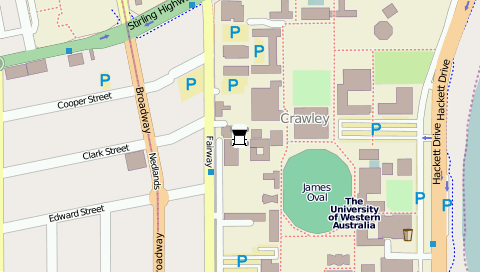 Stirling Highway
P
P
P
P
P
Cooper Street
Broadway
Hackett Drive
Hackett Drive
Crawley
P
Fairway
Clark Street
Nedlands
James
Oval
The
University
of Western
Australia
P
P
Edward Street
Broadway
P